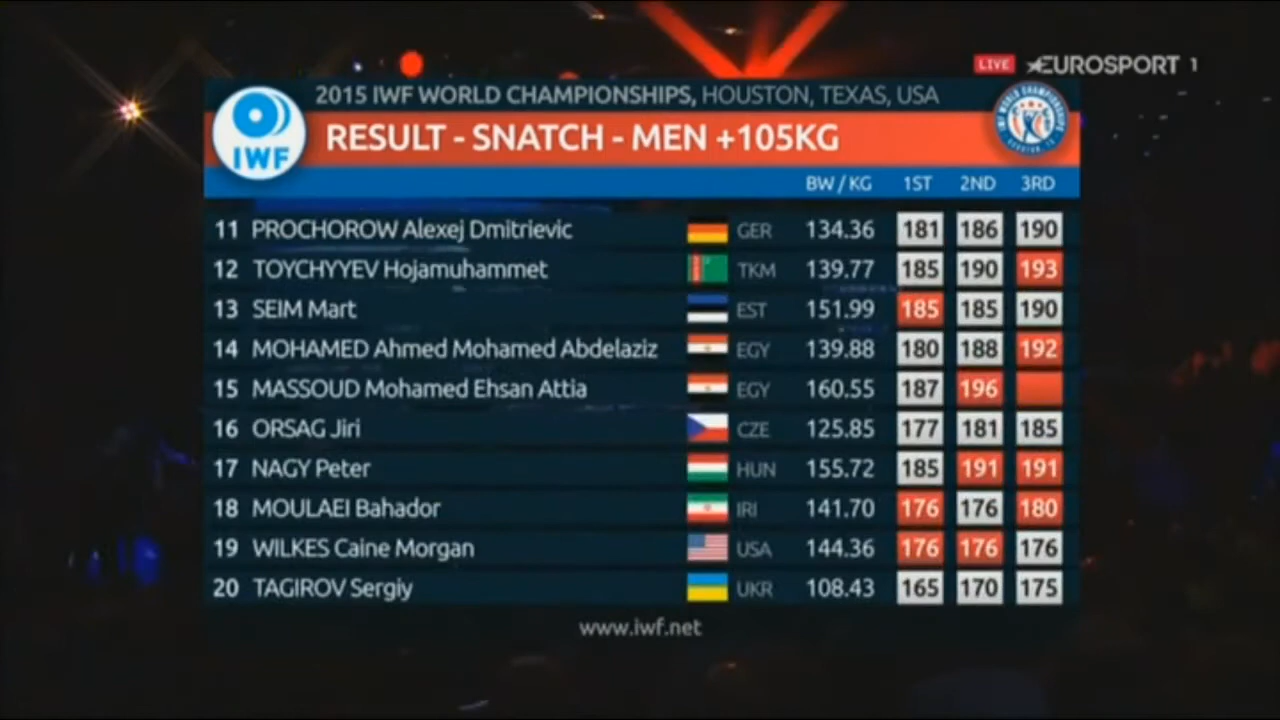 LIVE EUROSPORT 1
2015 IWF WORLD CHAMPIONSHIPS, HOUSTON, TEXAS, USA
IWF
RESULT - SNATCH - MEN +105KG
BW / KG 1ST 2ND 3RD
11 PROCHOROW Alexej Dmitrievic GER 134.36 181 186 190
12 TOYCHYYEV Hojamuhammet TKM 139.77 185 190 193
13 SEIM Mart EST 151.99 185 185 190
14 MOHAMED Ahmed Mohamed Abdelaziz EGY 139.88 180 188 192
15 MASSOUD Mohamed Ehsan Attia EGY 160.55 187 196
16 ORSAG Jiri CZE 125.85 177 181 185
17 NAGY Peter HUN 155.72 185 191 191
18 MOULAEI Bahador IRI 141.70 176 176 180
19 WILKES Caine Morgan USA 144.36 176 176 176
20 TAGIROV Sergiy UKR 108.43 165 170 175
www.iwf.net